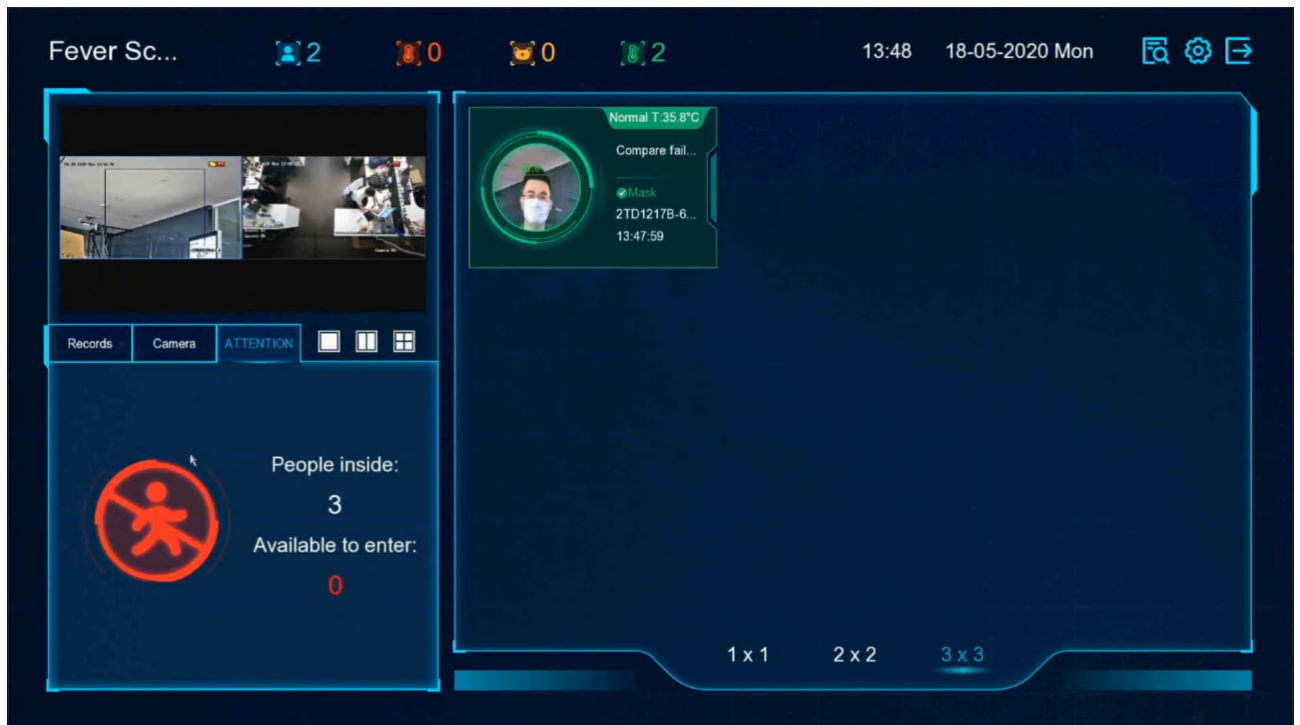 Fever Sc...
2
0
0
2
13:48
18-05-2020 Mon
Normal T:35.8°C
Compare fail...
Mask
2TD1217B-6...
13:47:59
Records
Camera
ATTENTION
People inside:
3
Available to enter:
0
1 x 1
2 x 2
3 x 3